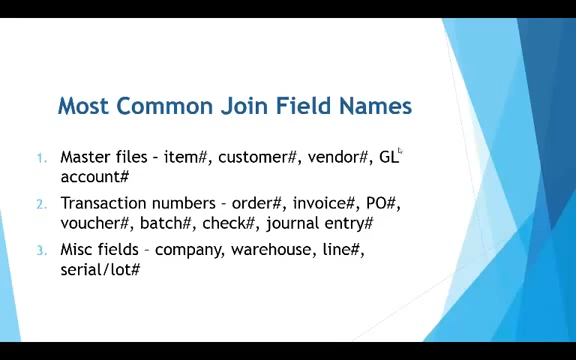 Most Common Join Field Names
1. Master files - item#, customer#, vendor#, GL
account#
2. Transaction numbers - order#, invoice#, PO#,
voucher#, batch#, check#, journal entry#
3. Misc fields - company, warehouse, line#,
serial/lot#